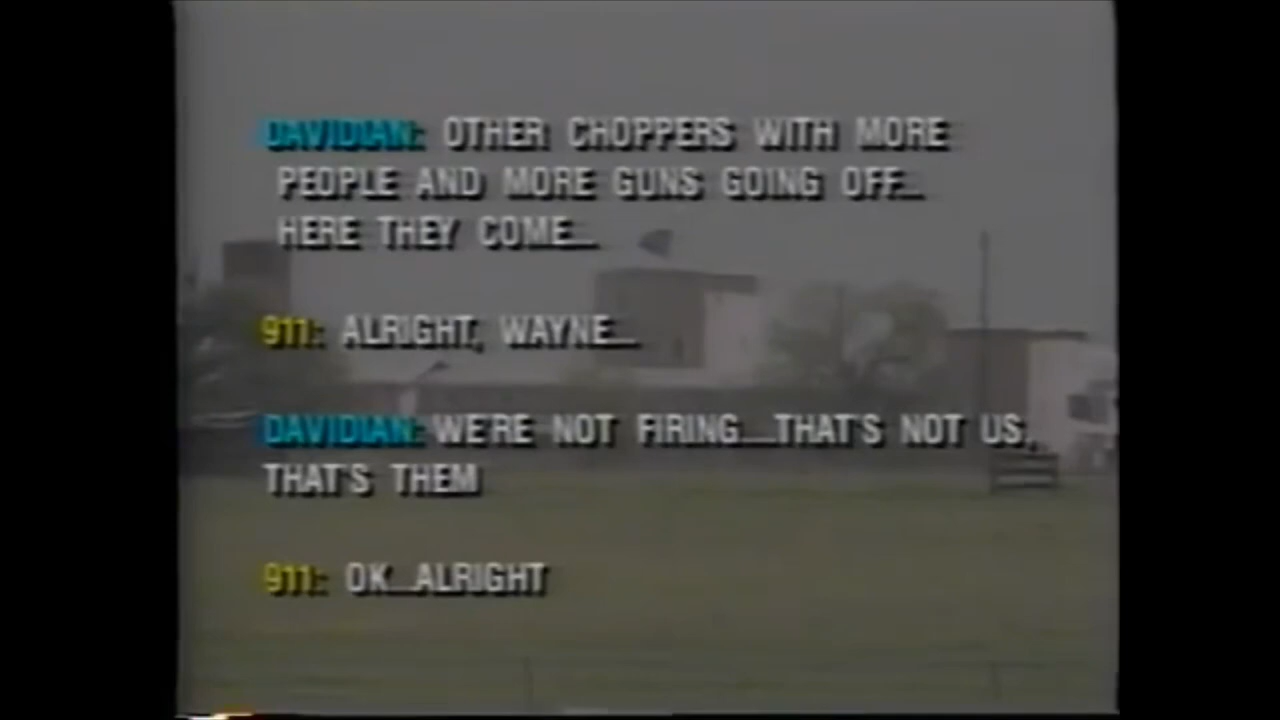 DAVIDIAN: OTHER CHOPPERS WITH MORE
PEOPLE AND MORE GUNS GOING OFF...
HERE THEY COME...
911: ALRIGHT, WAYNE...
DAVIDIAN: WE'RE NOT FIRING....THAT'S NOT US,
THAT'S THEM
911: OK...ALRIGHT